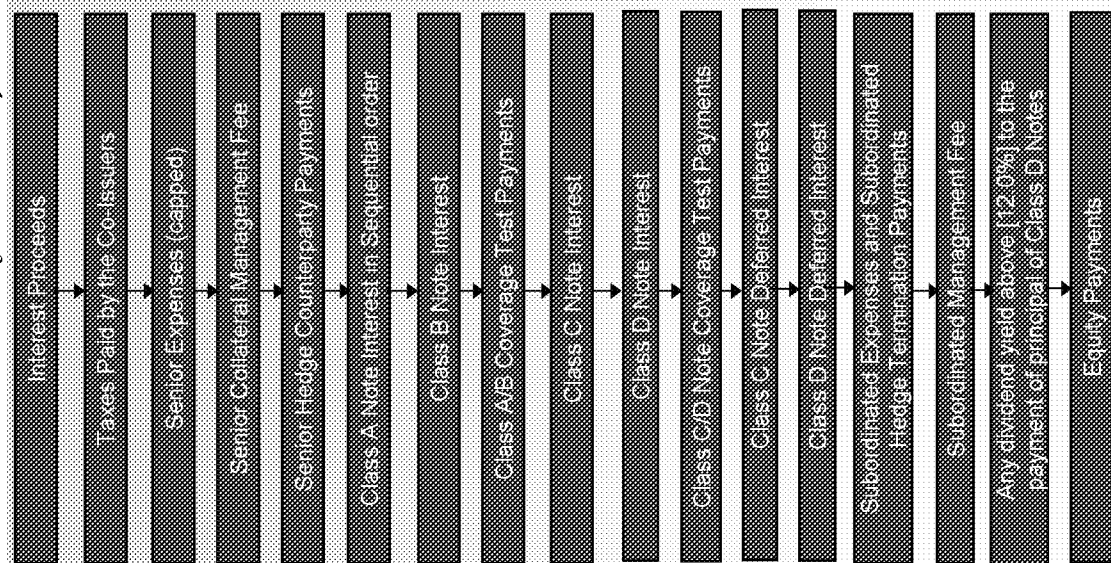 Interest Proceeds
Taxes Paid by the Co-Issuers
Senior Expenses (capped)
Senior Collateral Management Fee
Senior Hedge Counterparty Payments
Class A Note Interest in Sequential order
Class B Note Interest
Class A/B Coverage Test Payments
Class C Note Interest
Class D Note Interest
Class C/D Note Coverage Test Payments
Class C Note Deferred Interest
Class D Note Deferred Interest
Subordinated Expenses and Subordinated
Hedge Termination Payments
Subordinated Management Fee
Any dividend yield above [12.0%] to the
payment of principal of Class D Notes
Equity Payments